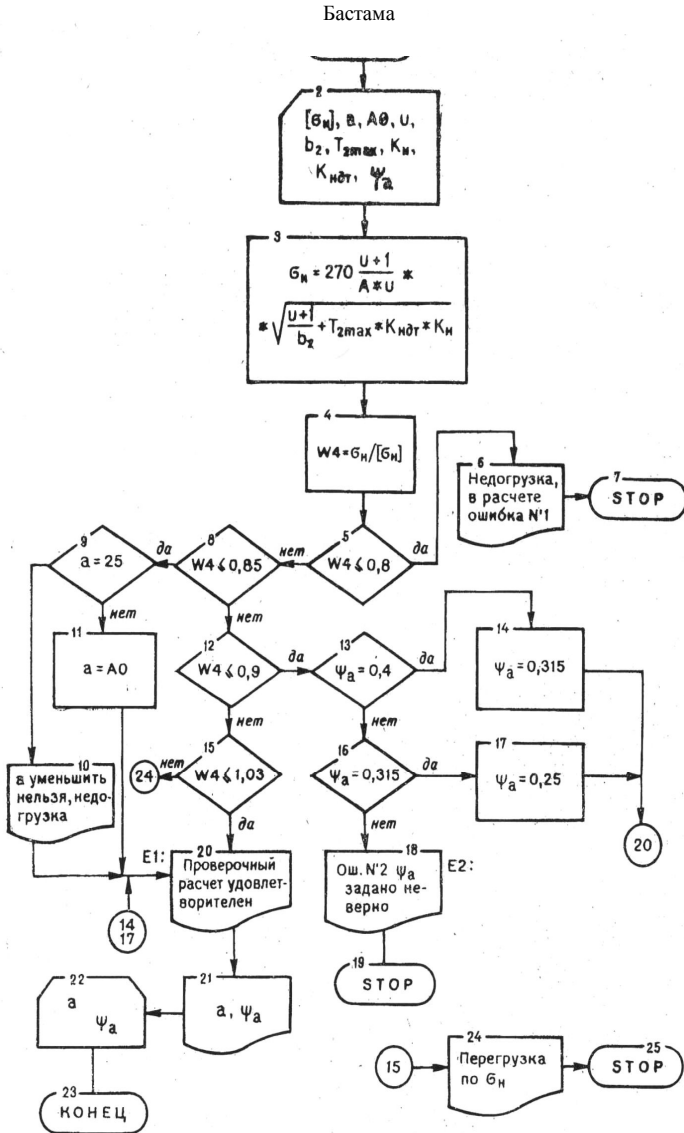 Бастама
2
[σн], a, A0, u,
b₂, T₂max, Kн,
Kндт, ψa
3
σн = 270 (u+1)/(A*u) *
* √((u+1)/b₂ + T₂max * Kндт * Kн)
4
W4=σн/[σн]
6
Недогрузка,
в расчете
ошибка N'1
7
STOP
5
W4⩽0,8
да
нет
8
W4⩽0,85
да
нет
9
a = 25
да
нет
11
a = A0
12
W4⩽0,9
да
нет
13
ψa = 0,4
да
нет
14
ψa = 0,315
10
a уменьшить
нельзя, недо-
грузка
15
W4⩽1,03
нет
24
да
16
ψa = 0,315
да
нет
17
ψa = 0,25
20
E1:
20
Проверочный
расчет удовлет-
ворителен
14
17
18
Ош. N'2 ψa
задано не-
верно
E2:
19
STOP
21
a, ψa
22
a
ψa
23
КОНЕЦ
15
24
Перегрузка
по σн
25
STOP